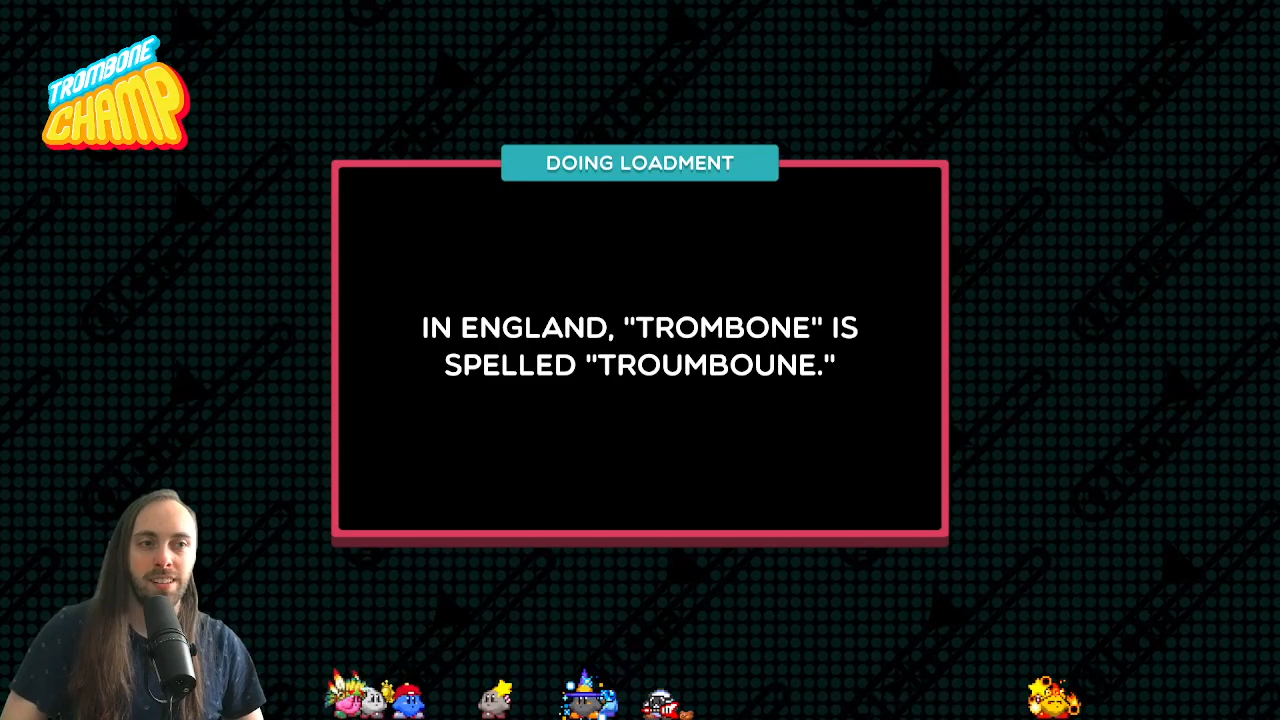 TROMBONE
CHAMP
DOING LOADMENT
IN ENGLAND, "TROMBONE" IS
SPELLED "TROUMBOUNE."